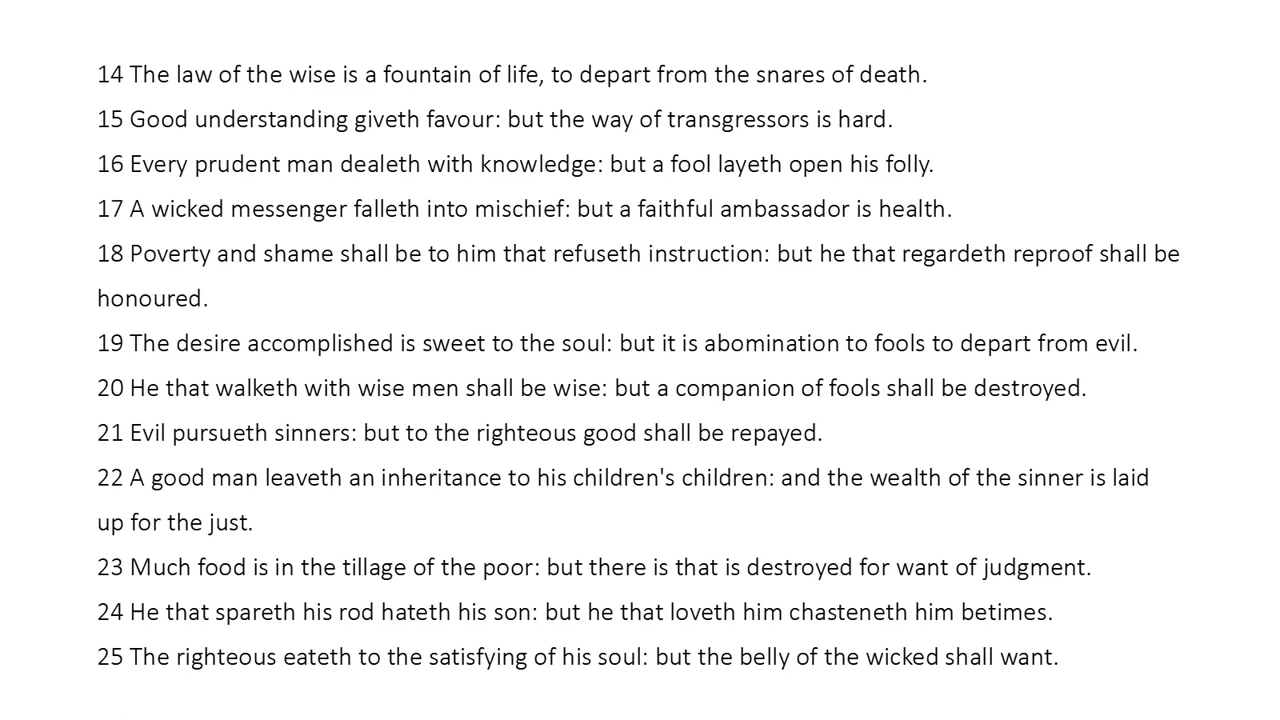 14 The law of the wise is a fountain of life, to depart from the snares of death.
15 Good understanding giveth favour: but the way of transgressors is hard.
16 Every prudent man dealeth with knowledge: but a fool layeth open his folly.
17 A wicked messenger falleth into mischief: but a faithful ambassador is health.
18 Poverty and shame shall be to him that refuseth instruction: but he that regardeth reproof shall be
honoured.
19 The desire accomplished is sweet to the soul: but it is abomination to fools to depart from evil.
20 He that walketh with wise men shall be wise: but a companion of fools shall be destroyed.
21 Evil pursueth sinners: but to the righteous good shall be repayed.
22 A good man leaveth an inheritance to his children's children: and the wealth of the sinner is laid
up for the just.
23 Much food is in the tillage of the poor: but there is that is destroyed for want of judgment.
24 He that spareth his rod hateth his son: but he that loveth him chasteneth him betimes.
25 The righteous eateth to the satisfying of his soul: but the belly of the wicked shall want.